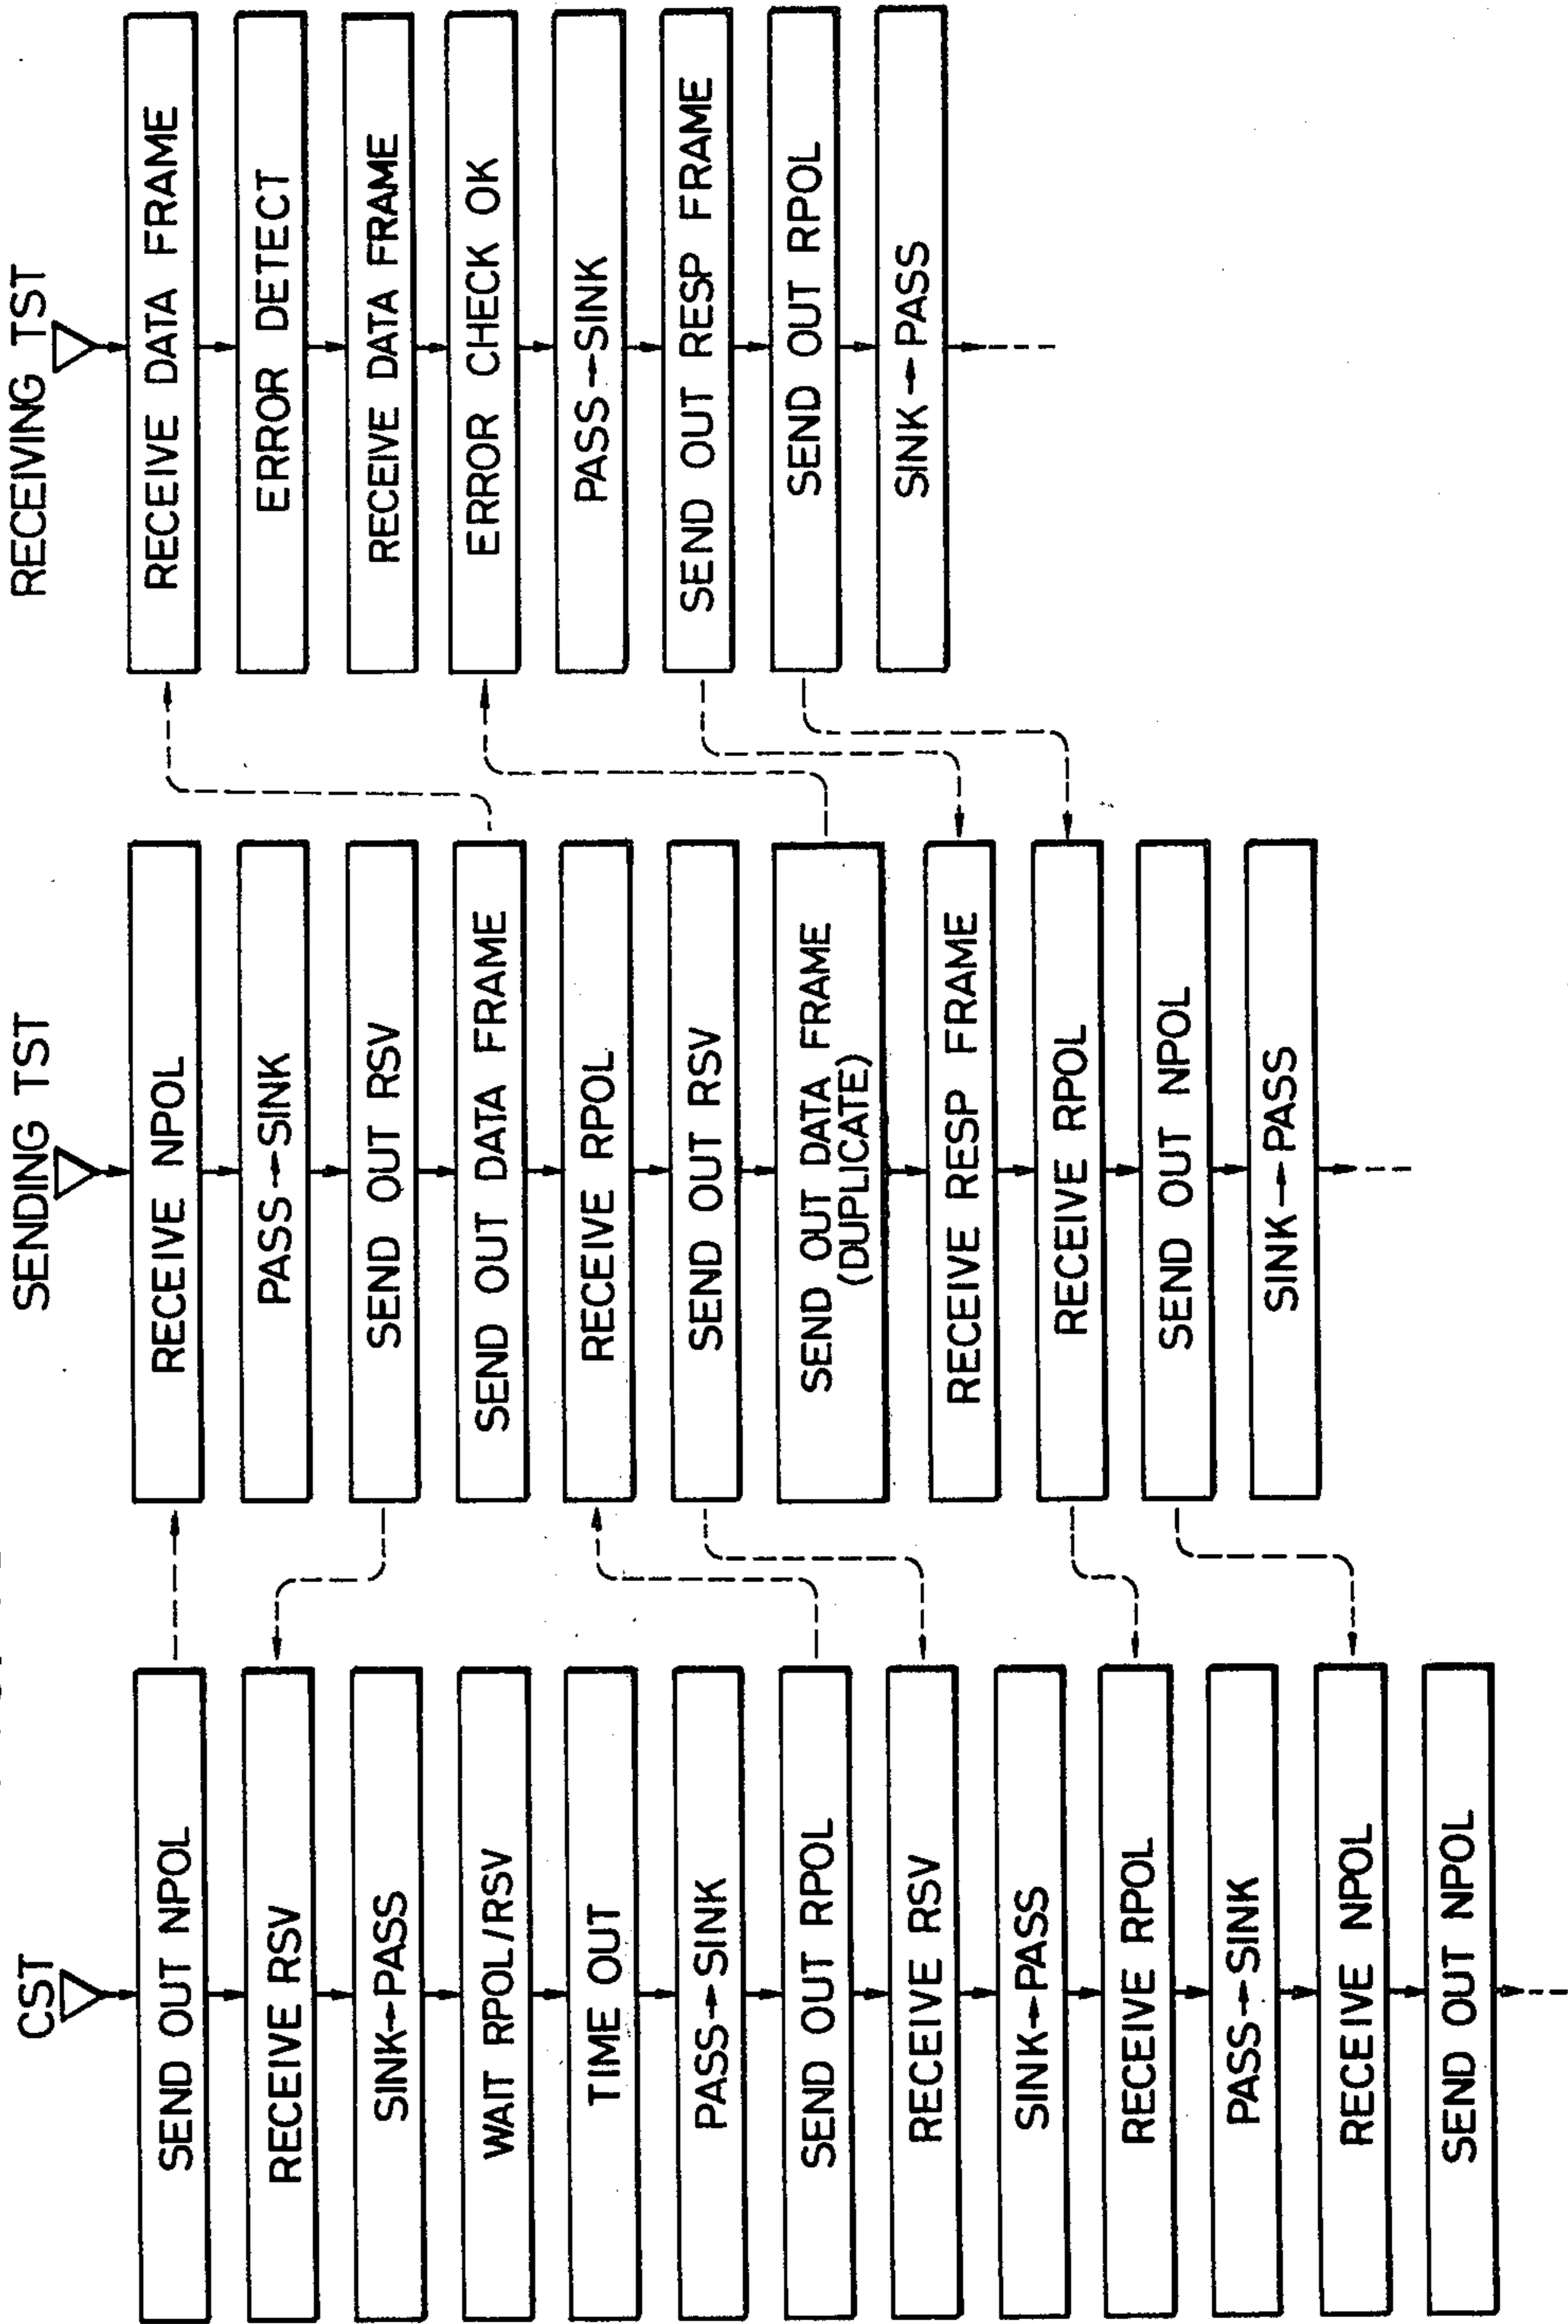 CST
SEND OUT NPOL
RECEIVE RSV
SINK→PASS
WAIT RPOL/RSV
TIME OUT
PASS→SINK
SEND OUT RPOL
RECEIVE RSV
SINK→PASS
RECEIVE RPOL
PASS→SINK
RECEIVE NPOL
SEND OUT NPOL
SENDING TST
RECEIVE NPOL
PASS→SINK
SEND OUT RSV
SEND OUT DATA FRAME
RECEIVE RPOL
SEND OUT RSV
SEND OUT DATA FRAME
(DUPLICATE)
RECEIVE RESP FRAME
RECEIVE RPOL
SEND OUT NPOL
SINK→PASS
RECEIVING TST
RECEIVE DATA FRAME
ERROR DETECT
RECEIVE DATA FRAME
ERROR CHECK OK
PASS→SINK
SEND OUT RESP FRAME
SEND OUT RPOL
SINK→PASS